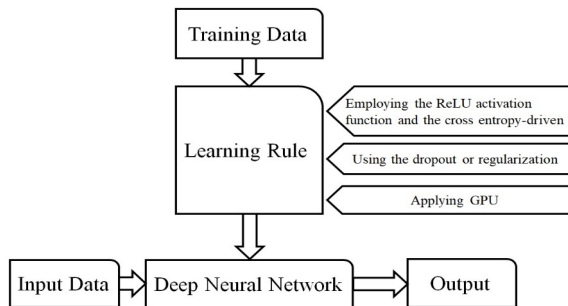 Training Data
Learning Rule
Employing the ReLU activation
function and the cross entropy-driven
Using the dropout or regularization
Applying GPU
Input Data
Deep Neural Network
Output